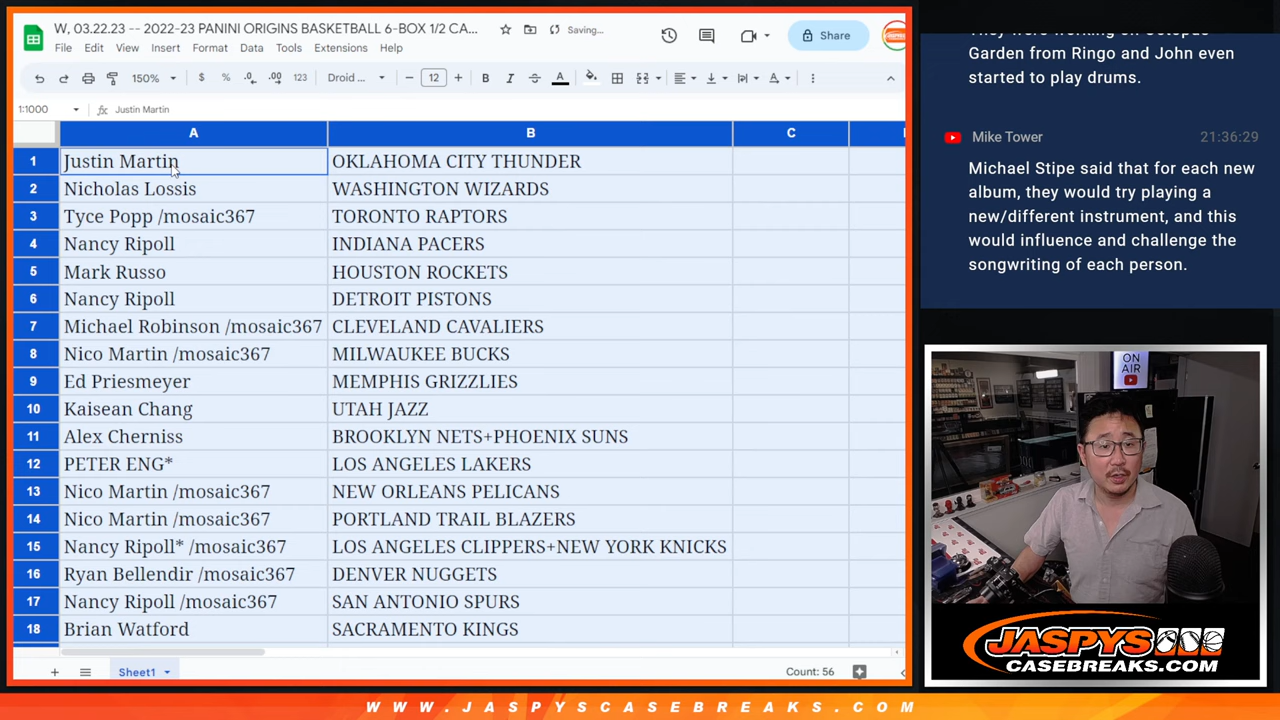 W, 03.22.23 -- 2022-23 PANINI ORIGINS BASKETBALL 6-BOX 1/2 CA...
Saving...
File Edit View Insert Format Data Tools Extensions Help
Share
150% $ % .0 .00 123 Droid ... 12 B I A
1:1000 fx Justin Martin
A B C
1 Justin Martin OKLAHOMA CITY THUNDER
2 Nicholas Lossis WASHINGTON WIZARDS
3 Tyce Popp /mosaic367 TORONTO RAPTORS
4 Nancy Ripoll INDIANA PACERS
5 Mark Russo HOUSTON ROCKETS
6 Nancy Ripoll DETROIT PISTONS
7 Michael Robinson /mosaic367 CLEVELAND CAVALIERS
8 Nico Martin /mosaic367 MILWAUKEE BUCKS
9 Ed Priesmeyer MEMPHIS GRIZZLIES
10 Kaisean Chang UTAH JAZZ
11 Alex Cherniss BROOKLYN NETS+PHOENIX SUNS
12 PETER ENG* LOS ANGELES LAKERS
13 Nico Martin /mosaic367 NEW ORLEANS PELICANS
14 Nico Martin /mosaic367 PORTLAND TRAIL BLAZERS
15 Nancy Ripoll* /mosaic367 LOS ANGELES CLIPPERS+NEW YORK KNICKS
16 Ryan Bellendir /mosaic367 DENVER NUGGETS
17 Nancy Ripoll /mosaic367 SAN ANTONIO SPURS
18 Brian Watford SACRAMENTO KINGS
Sheet1 Count: 56
Garden from Ringo and John even
started to play drums.
Mike Tower 21:36:29
Michael Stipe said that for each new
album, they would try playing a
new/different instrument, and this
would influence and challenge the
songwriting of each person.
ON
AIR
JASPYS
CASEBREAKS.COM
WWW.JASPYSCASEBREAKS.COM